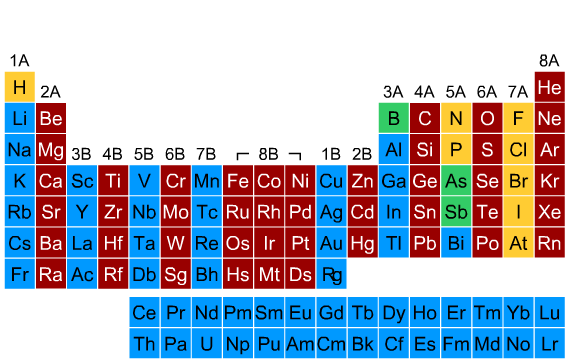 1A 8A
H 2A 3A 4A 5A 6A 7A He
Li Be B C N O F Ne
Na Mg 3B 4B 5B 6B 7B 8B 1B 2B Al Si P S Cl Ar
K Ca Sc Ti V Cr Mn Fe Co Ni Cu Zn Ga Ge As Se Br Kr
Rb Sr Y Zr Nb Mo Tc Ru Rh Pd Ag Cd In Sn Sb Te I Xe
Cs Ba La Hf Ta W Re Os Ir Pt Au Hg Tl Pb Bi Po At Rn
Fr Ra Ac Rf Db Sg Bh Hs Mt Ds Rg
Ce Pr Nd Pm Sm Eu Gd Tb Dy Ho Er Tm Yb Lu
Th Pa U Np Pu Am Cm Bk Cf Es Fm Md No Lr